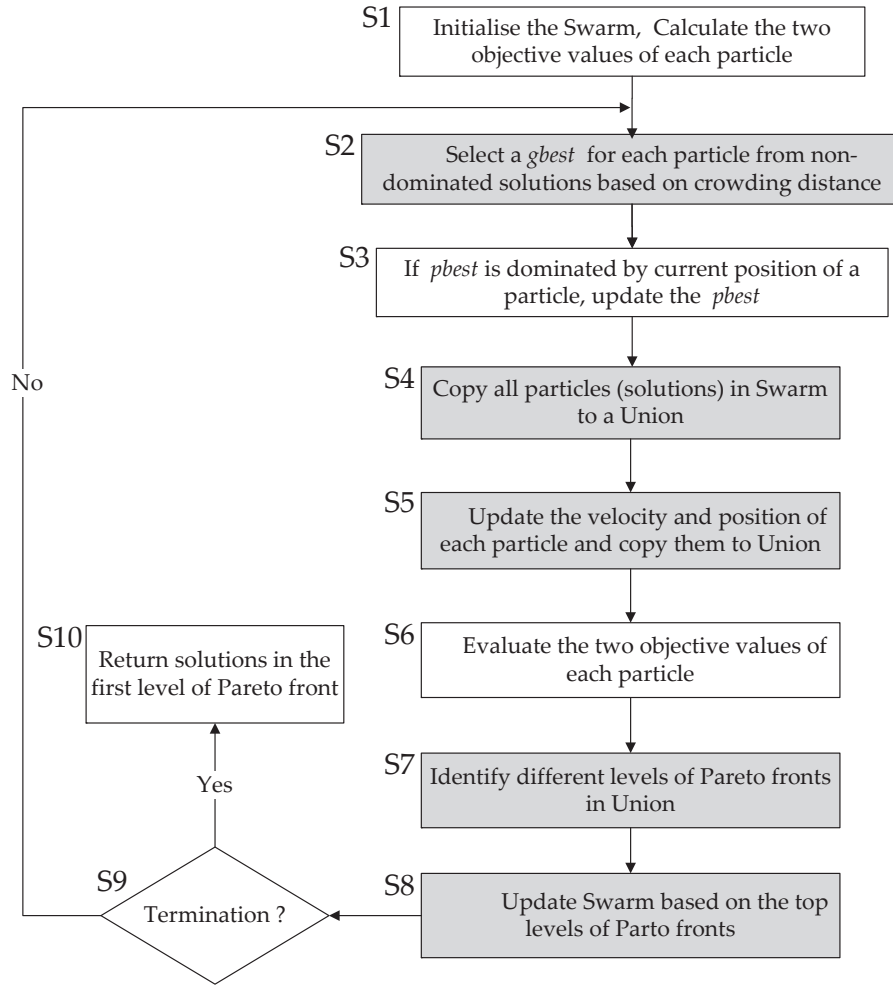 S1
Initialise the Swarm, Calculate the two
objective values of each particle
S2
Select a gbest for each particle from non-
dominated solutions based on crowding distance
S3
If pbest is dominated by current position of a
particle, update the pbest
No
S4
Copy all particles (solutions) in Swarm
to a Union
S5
Update the velocity and position of
each particle and copy them to Union
S6
Evaluate the two objective values of
each particle
S10
Return solutions in the
first level of Pareto front
S7
Identify different levels of Pareto fronts
in Union
Yes
S8
Update Swarm based on the top
levels of Parto fronts
S9
Termination ?